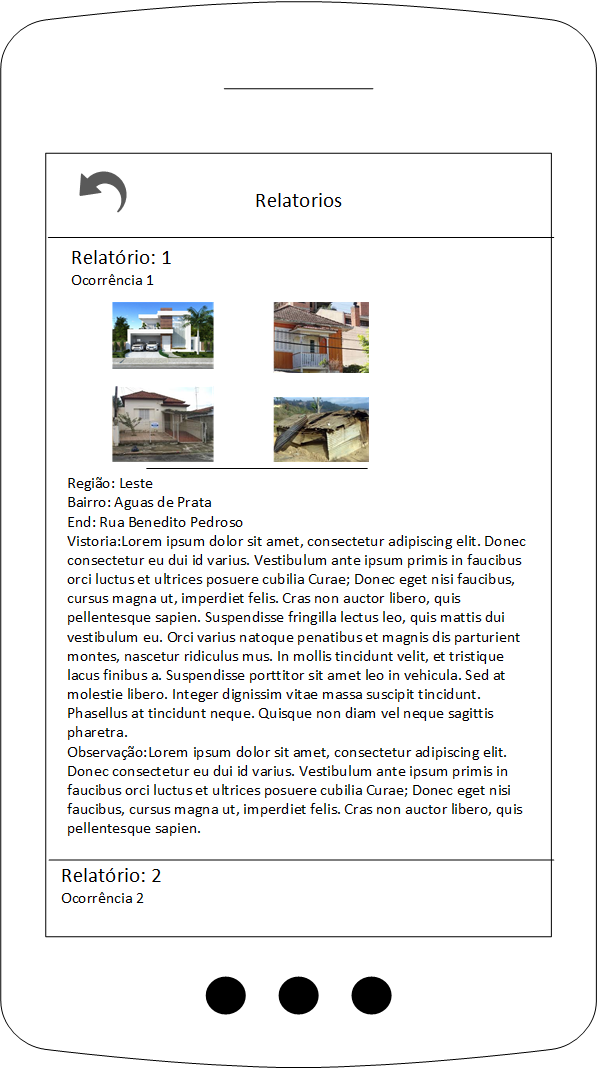 Relatorios
Relatório: 1
Ocorrência 1
Região: Leste
Bairro: Aguas de Prata
End: Rua Benedito Pedroso
Vistoria:Lorem ipsum dolor sit amet, consectetur adipiscing elit. Donec
consectetur eu dui id varius. Vestibulum ante ipsum primis in faucibus
orci luctus et ultrices posuere cubilia Curae; Donec eget nisi faucibus,
cursus magna ut, imperdiet felis. Cras non auctor libero, quis
pellentesque sapien. Suspendisse fringilla lectus leo, quis mattis dui
vestibulum eu. Orci varius natoque penatibus et magnis dis parturient
montes, nascetur ridiculus mus. In mollis tincidunt velit, et tristique
lacus finibus a. Suspendisse porttitor sit amet leo in vehicula. Sed at
molestie libero. Integer dignissim vitae massa suscipit tincidunt.
Phasellus at tincidunt neque. Quisque non diam vel neque sagittis
pharetra.
Observação:Lorem ipsum dolor sit amet, consectetur adipiscing elit.
Donec consectetur eu dui id varius. Vestibulum ante ipsum primis in
faucibus orci luctus et ultrices posuere cubilia Curae; Donec eget nisi
faucibus, cursus magna ut, imperdiet felis. Cras non auctor libero, quis
pellentesque sapien.
Relatório: 2
Ocorrência 2